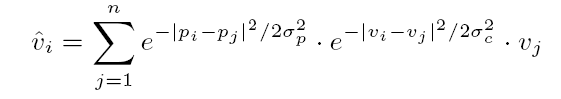 $\hat{v}_i = \sum_{j=1}^{n} e^{-|p_i-p_j|^2/2\sigma_p^2} \cdot e^{-|v_i-v_j|^2/2\sigma_c^2} \cdot v_j$